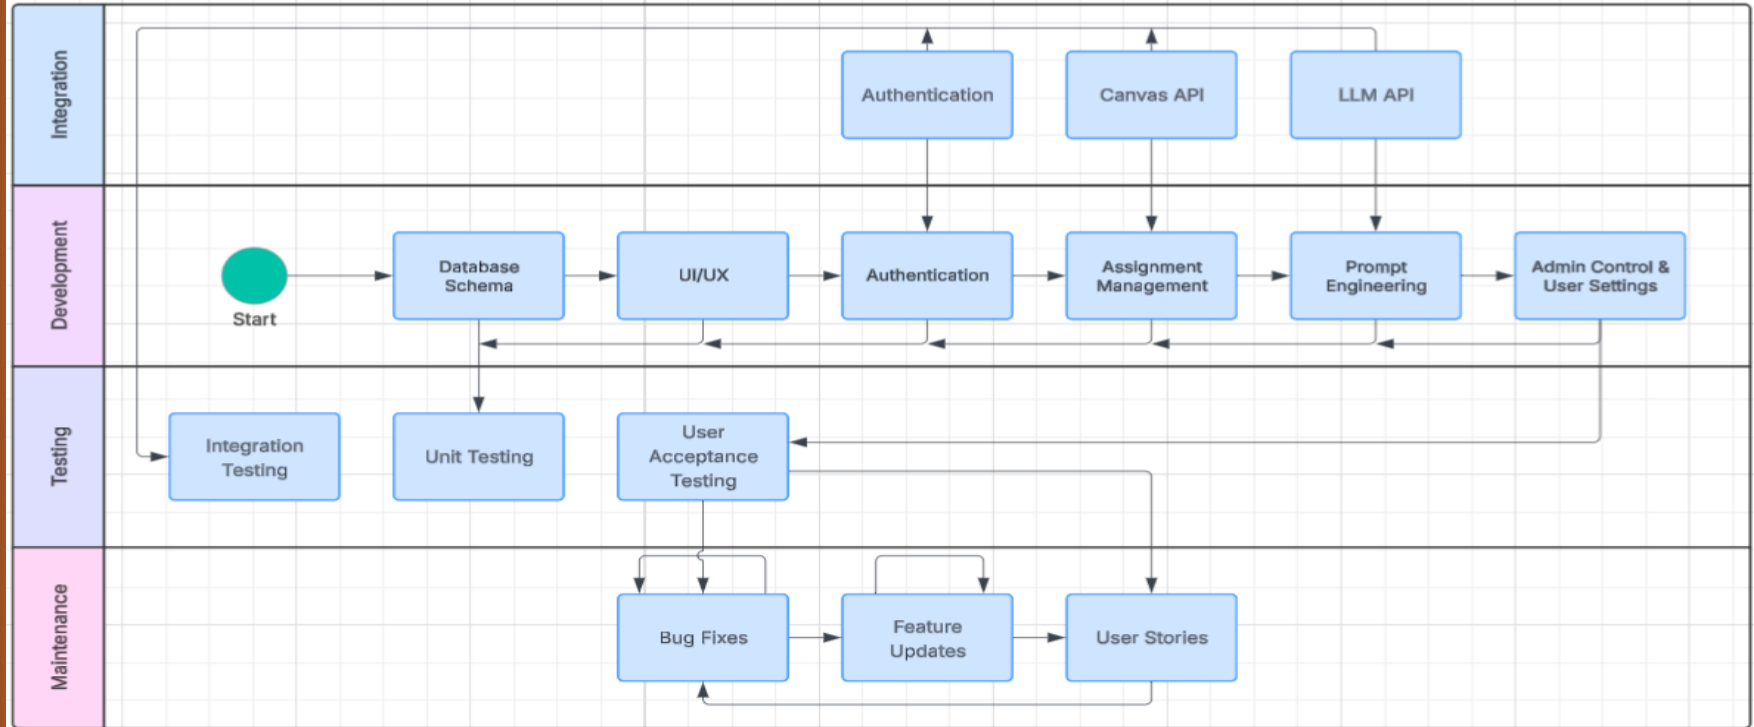 Integration
Authentication
Canvas API
LLM API
Development
Start
Database
Schema
UI/UX
Authentication
Assignment
Management
Prompt
Engineering
Admin Control &
User Settings
Testing
Integration
Testing
Unit Testing
User
Acceptance
Testing
Maintenance
Bug Fixes
Feature
Updates
User Stories